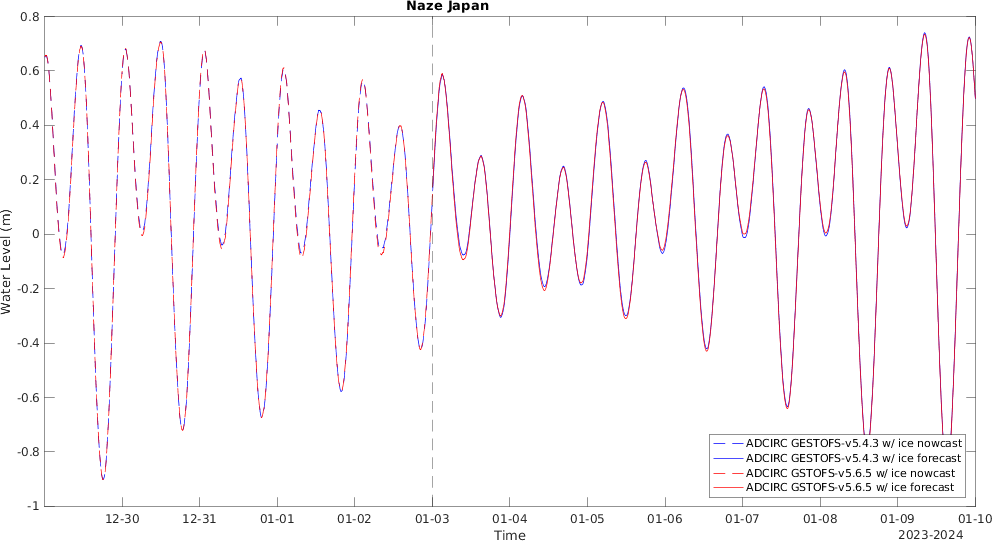 Naze Japan
0.8
0.6
0.4
0.2
0
-0.2
-0.4
-0.6
-0.8
-1
Water Level (m)
ADCIRC GESTOFS-v5.4.3 w/ ice nowcast
ADCIRC GESTOFS-v5.4.3 w/ ice forecast
ADCIRC GSTOFS-v5.6.5 w/ ice nowcast
ADCIRC GSTOFS-v5.6.5 w/ ice forecast
12-30 12-31 01-01 01-02 01-03 01-04 01-05 01-06 01-07 01-08 01-09 01-10
Time
2023-2024